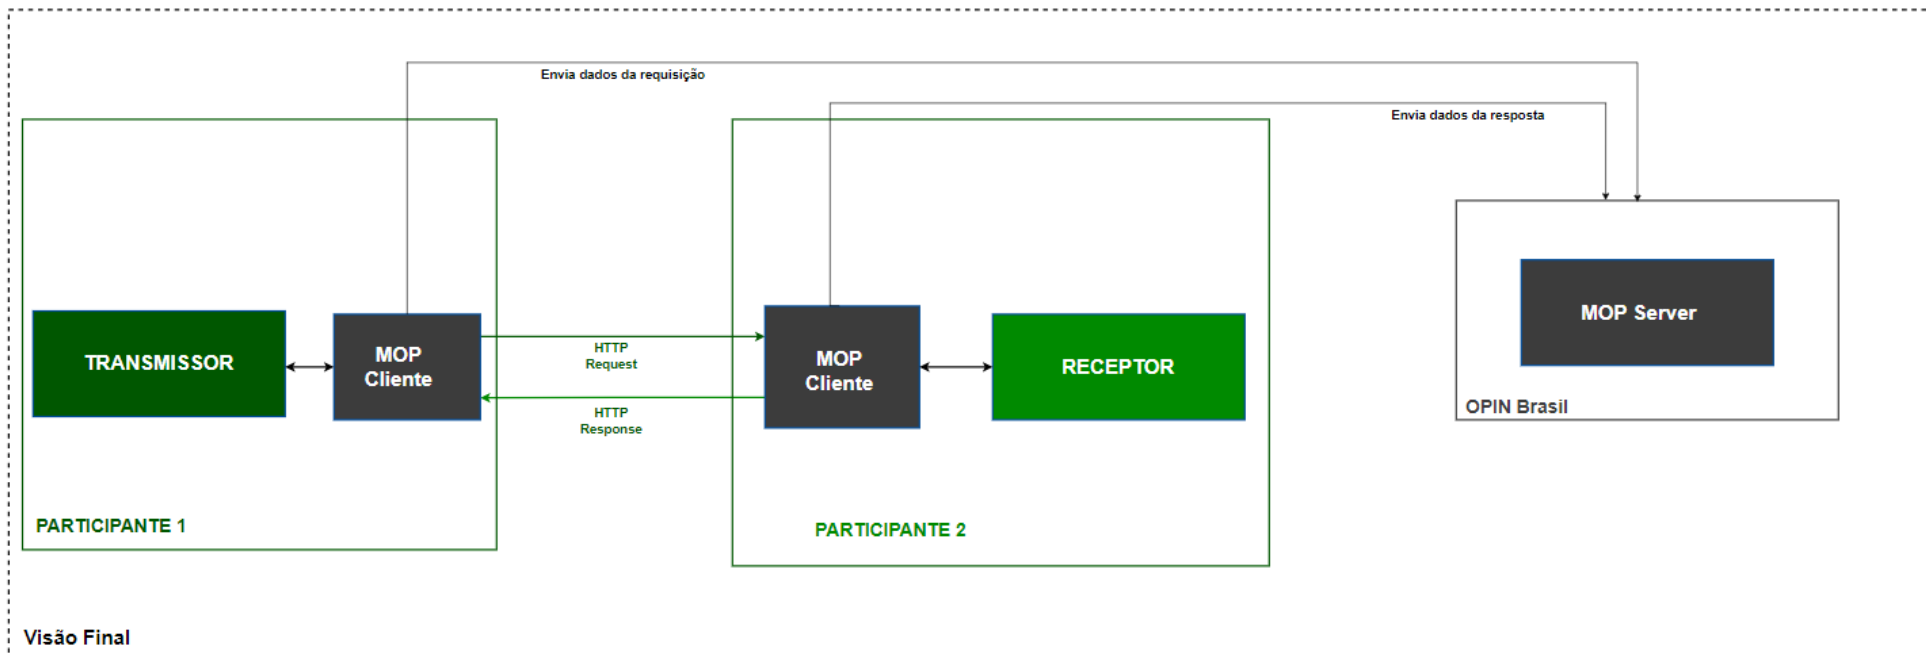 Envia dados da requisição
Envia dados da resposta
TRANSMISSOR
MOP
Cliente
HTTP
Request
HTTP
Response
MOP
Cliente
RECEPTOR
MOP Server
OPIN Brasil
PARTICIPANTE 1
PARTICIPANTE 2
Visão Final